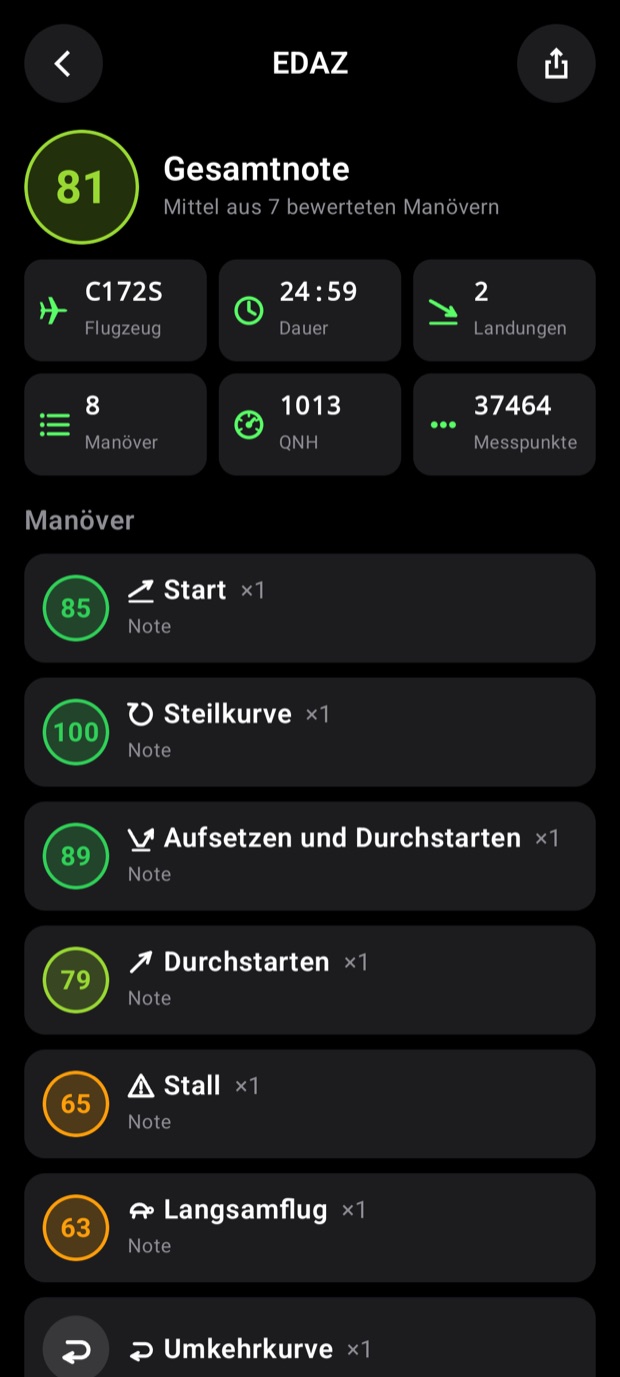 EDAZ
81
Gesamtnote
Mittel aus 7 bewerteten Manövern
C172S
Flugzeug
24:59
Dauer
2
Landungen
8
Manöver
1013
QNH
37464
Messpunkte
Manöver
85
Start ×1
Note
100
Steilkurve ×1
Note
89
Aufsetzen und Durchstarten ×1
Note
79
Durchstarten ×1
Note
65
Stall ×1
Note
63
Langsamflug ×1
Note
Umkehrkurve ×1